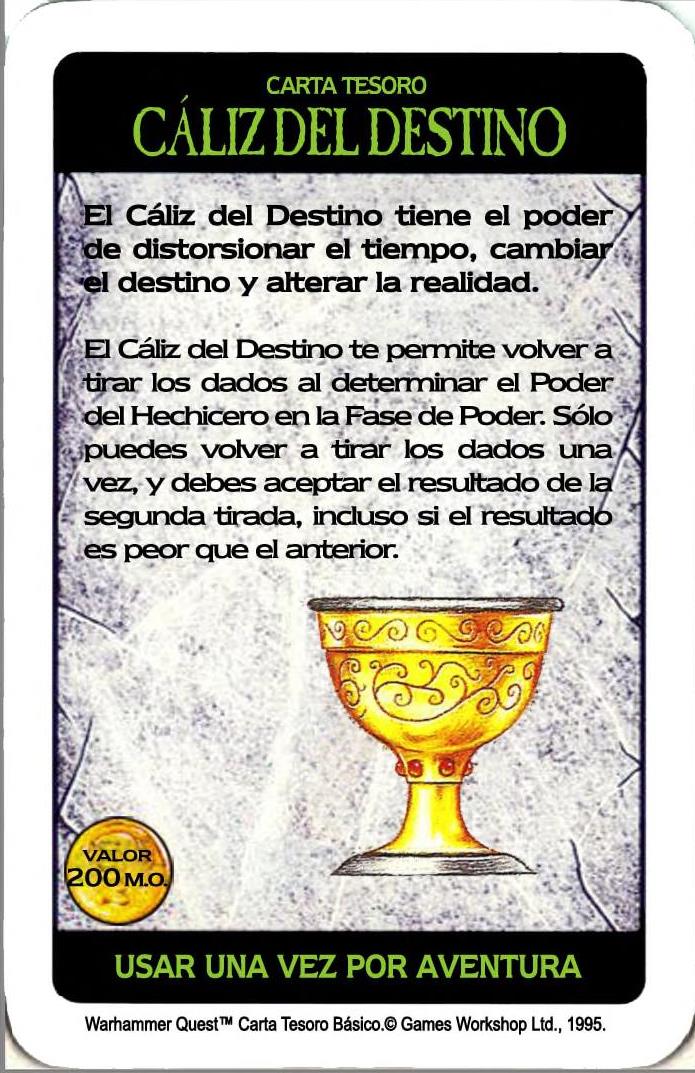 CARTA TESORO
CÁLIZ DEL DESTINO
El Cáliz del Destino tiene el poder
de distorsionar el tiempo, cambiar
el destino y alterar la realidad.
El Cáliz del Destino te permite volver a
tirar los dados al determinar el Poder
del Hechicero en la Fase de Poder. Sólo
puedes volver a tirar los dados una
vez, y debes aceptar el resultado de la
segunda tirada, incluso si el resultado
es peor que el anterior.
VALOR
200 M.O.
USAR UNA VEZ POR AVENTURA
Warhammer Quest™ Carta Tesoro Básico.© Games Workshop Ltd., 1995.